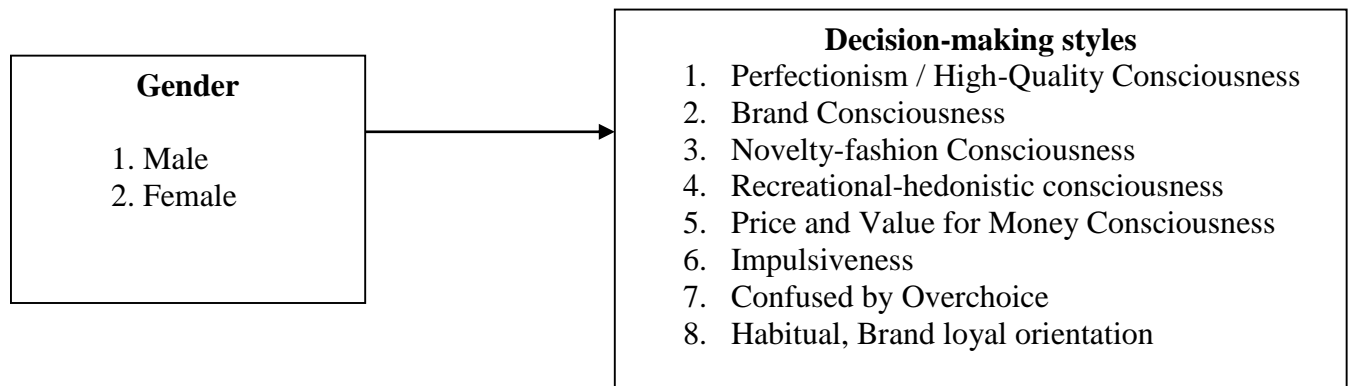 Gender
1. Male
2. Female
Decision-making styles
1. Perfectionism / High-Quality Consciousness
2. Brand Consciousness
3. Novelty-fashion Consciousness
4. Recreational-hedonistic consciousness
5. Price and Value for Money Consciousness
6. Impulsiveness
7. Confused by Overchoice
8. Habitual, Brand loyal orientation